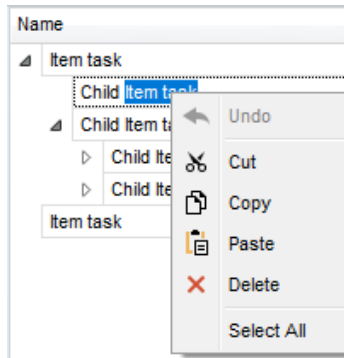 Name
Item task
Child Item task
Child Item ta
Child Ite
Child Ite
Item task
Undo
Cut
Copy
Paste
Delete
Select All